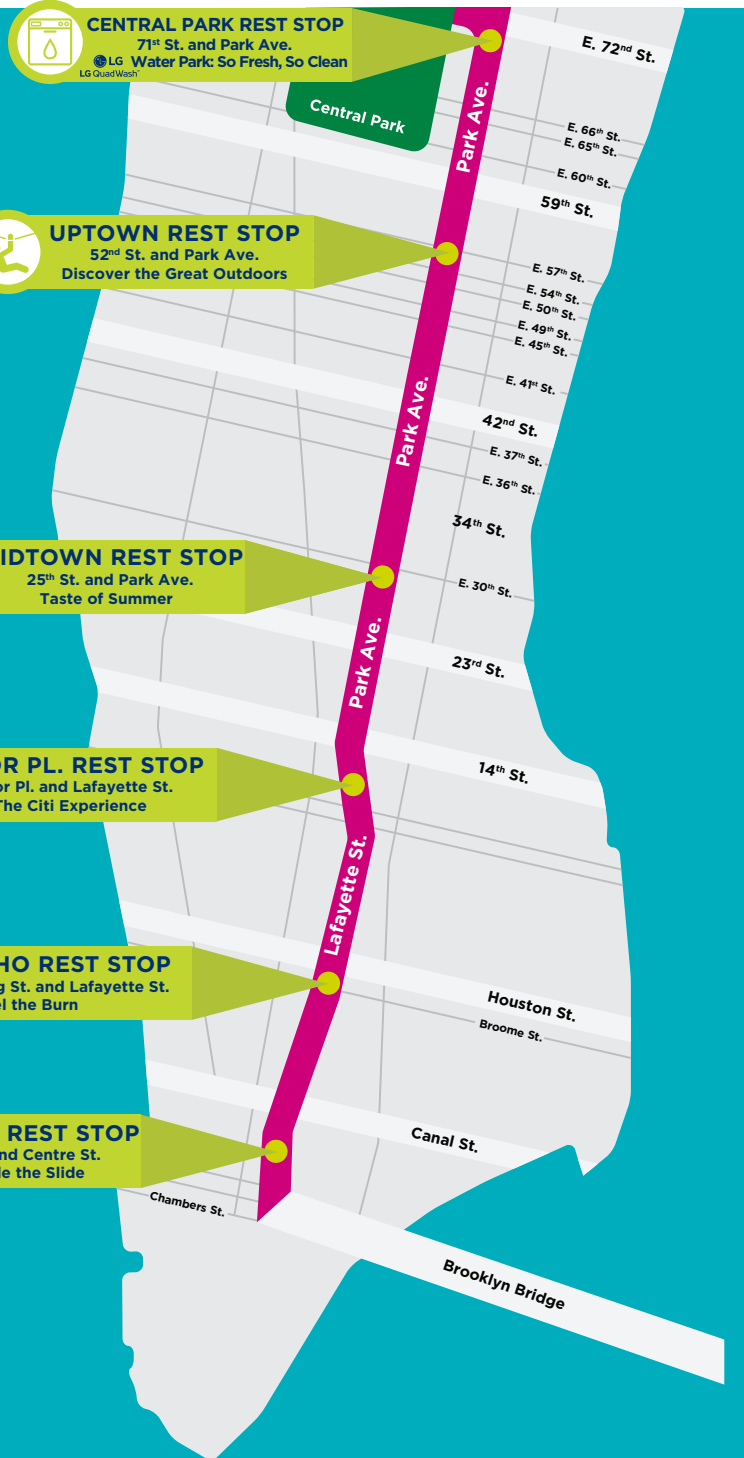 CENTRAL PARK REST STOP
71st St. and Park Ave.
LG Water Park: So Fresh, So Clean
LG QuadWash™
E. 72nd St.
Central Park
Park Ave.
E. 66th St.
E. 65th St.
E. 60th St.
59th St.
UPTOWN REST STOP
52nd St. and Park Ave.
Discover the Great Outdoors
E. 57th St.
E. 54th St.
E. 50th St.
E. 49th St.
E. 45th St.
E. 41st St.
Park Ave.
42nd St.
E. 37th St.
E. 36th St.
34th St.
IDTOWN REST STOP
25th St. and Park Ave.
Taste of Summer
E. 30th St.
Park Ave.
23rd St.
14th St.
R PL. REST STOP
or Pl. and Lafayette St.
The Citi Experience
Lafayette St.
HO REST STOP
g St. and Lafayette St.
el the Burn
Houston St.
Broome St.
REST STOP
nd Centre St.
le the Slide
Canal St.
Chambers St.
Brooklyn Bridge